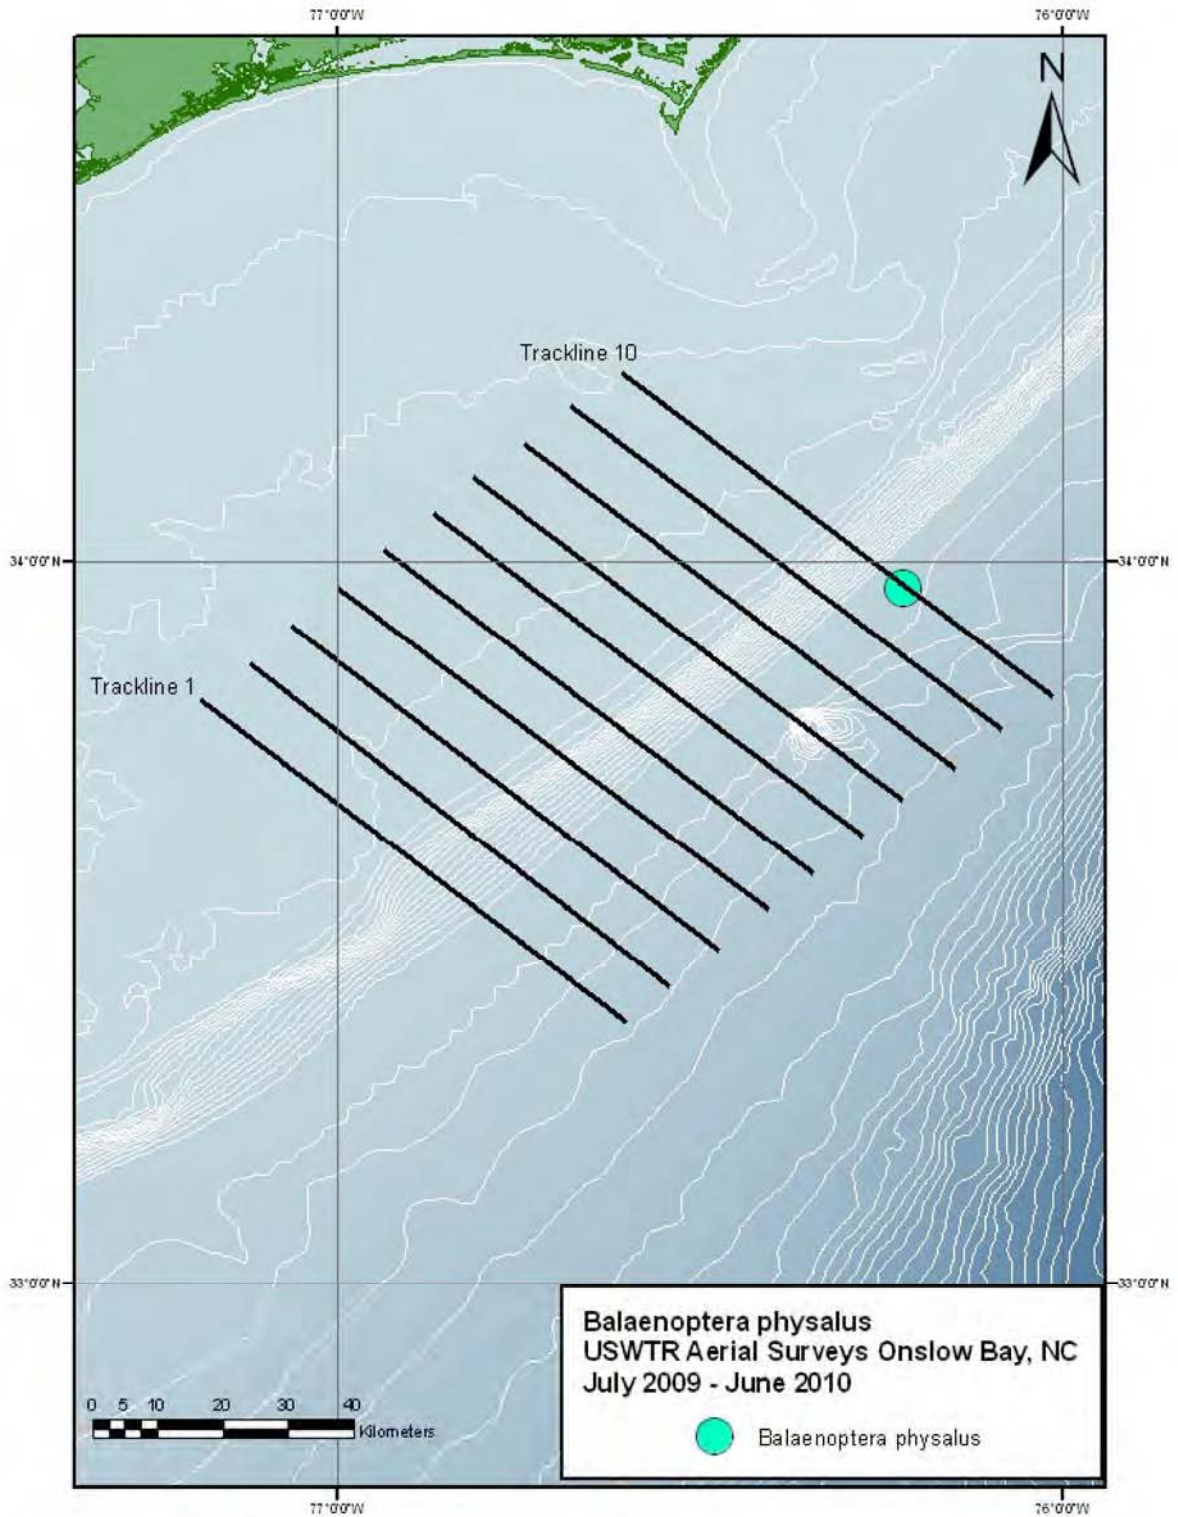 77°0'0"W 76°0'0"W
N
Trackline 10
34°0'0"N 34°0'0"N
Trackline 1
33°0'0"N 33°0'0"N
Balaenoptera physalus
USWTR Aerial Surveys Onslow Bay, NC
July 2009 - June 2010
Balaenoptera physalus
0 5 10 20 30 40
Kilometers
77°0'0"W 76°0'0"W